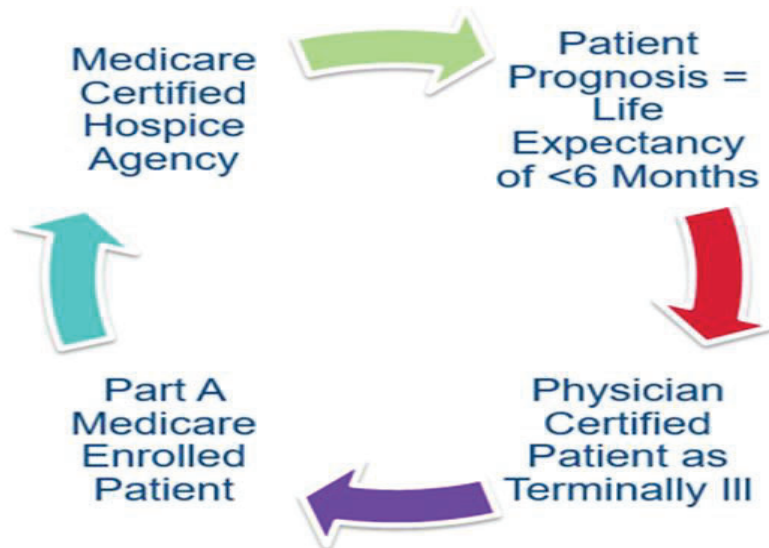 Medicare
Certified
Hospice
Agency
Patient
Prognosis =
Life
Expectancy
of <6 Months
Physician
Certified
Patient as
Terminally Ill
Part A
Medicare
Enrolled
Patient